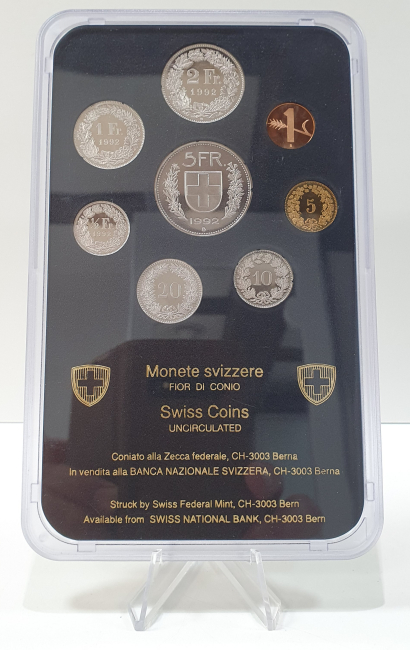 2 Fr.
1992
1 Fr.
1992
1
5 FR
1992
B
5
½ Fr.
1992
20
10
Monete svizzere
FIOR DI CONIO
Swiss Coins
UNCIRCULATED
Coniato alla Zecca federale, CH-3003 Berna
In vendita alla BANCA NAZIONALE SVIZZERA, CH-3003 Berna
Struck by Swiss Federal Mint, CH-3003 Bern
Available from SWISS NATIONAL BANK, CH-3003 Bern